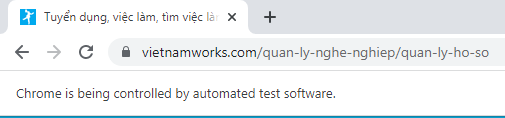 Tuyển dụng, việc làm, tìm việc là
vietnamworks.com/quan-ly-nghe-nghiep/quan-ly-ho-so
Chrome is being controlled by automated test software.